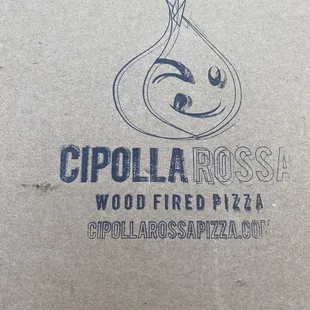 CIPOLLA ROSSA
WOOD FIRED PIZZA
CIPOLLAROSSAPIZZA.COM